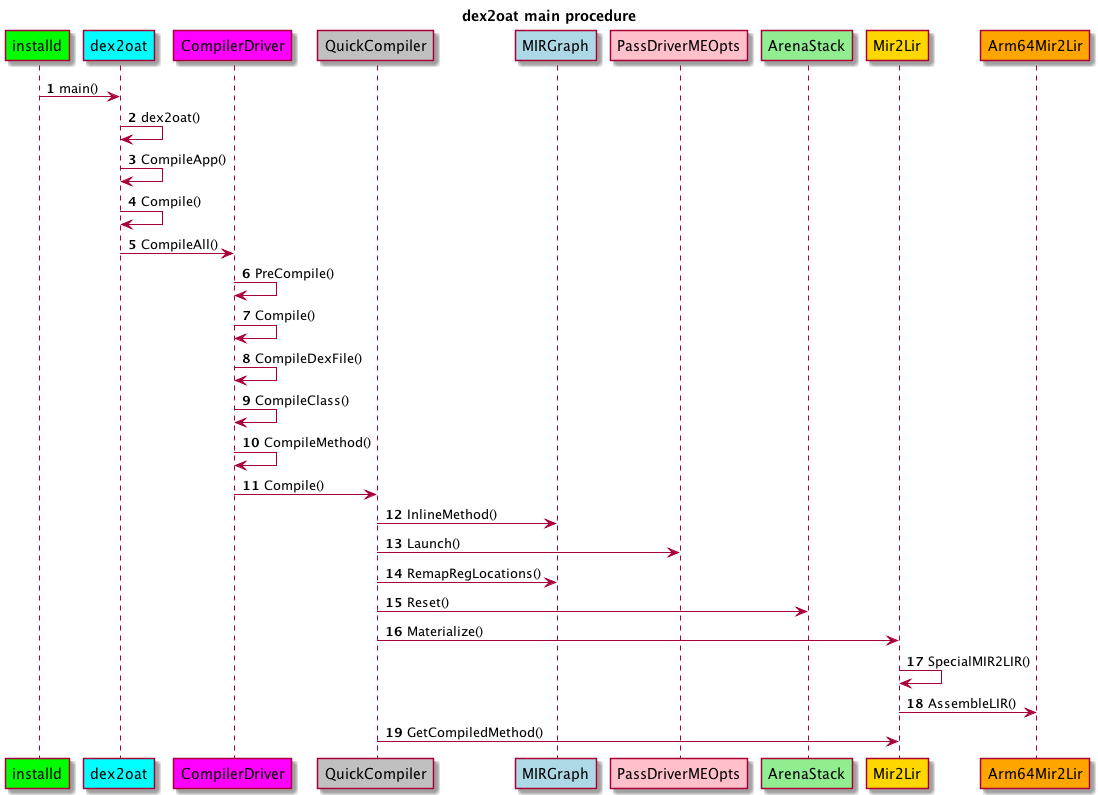 dex2oat main procedure
installd dex2oat CompilerDriver QuickCompiler MIRGraph PassDriverMEOpts ArenaStack Mir2Lir Arm64Mir2Lir
1 main()
2 dex2oat()
3 CompileApp()
4 Compile()
5 CompileAll()
6 PreCompile()
7 Compile()
8 CompileDexFile()
9 CompileClass()
10 CompileMethod()
11 Compile()
12 InlineMethod()
13 Launch()
14 RemapRegLocations()
15 Reset()
16 Materialize()
17 SpecialMIR2LIR()
18 AssembleLIR()
19 GetCompiledMethod()
installd dex2oat CompilerDriver QuickCompiler MIRGraph PassDriverMEOpts ArenaStack Mir2Lir Arm64Mir2Lir